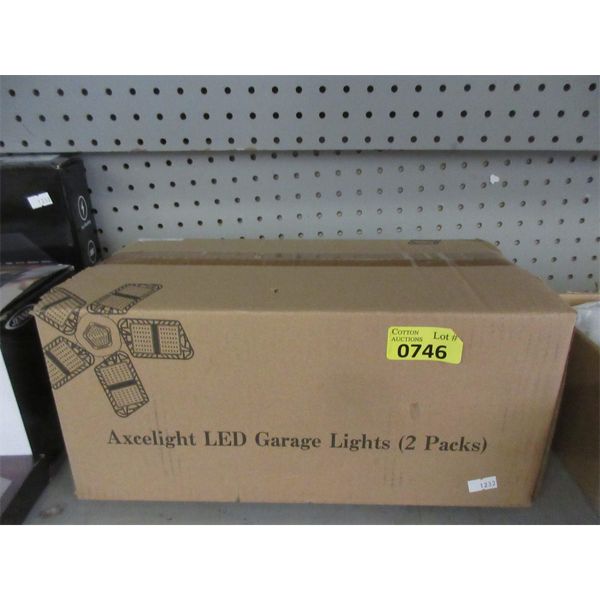 COTTON
AUCTIONS
Lot #
0746
Axcelight LED Garage Lights (2 Packs)
1232